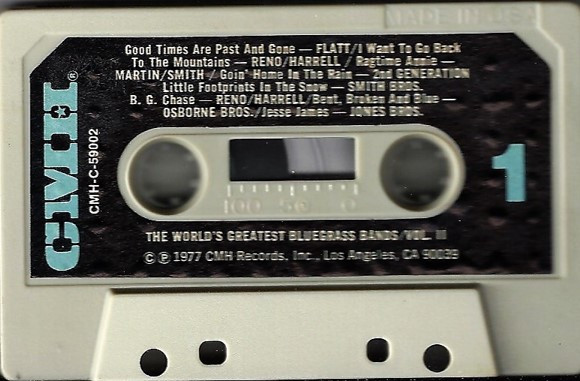 MADE IN USA
Good Times Are Past And Gone — FLATT/I Want To Go Back
To The Mountains — RENO/HARRELL / Ragtime Annie —
MARTIN/SMITH / Goin' Home In The Rain — 2nd GENERATION
Little Footprints In The Snow — SMITH BROS.
B. G. Chase — RENO/HARRELL/Bent, Broken And Blue —
OSBORNE BROS./Jesse James — JONES BROS.
CMH®
CMH-C-59002
1
100 50 0
THE WORLD'S GREATEST BLUEGRASS BANDS/VOL. II
© ℗ 1977 CMH Records, Inc., Los Angeles, CA 90039